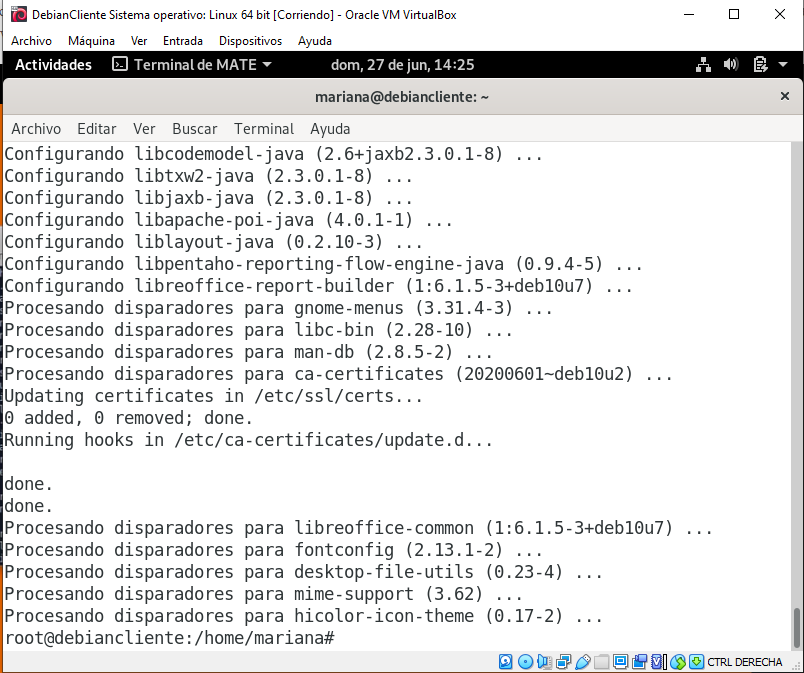 DebianCliente Sistema operativo: Linux 64 bit [Corriendo] - Oracle VM VirtualBox
Archivo Máquina Ver Entrada Dispositivos Ayuda
Actividades Terminal de MATE dom, 27 de jun, 14:25
mariana@debiancliente: ~
Archivo Editar Ver Buscar Terminal Ayuda
Configurando libcodemodel-java (2.6+jaxb2.3.0.1-8) ...
Configurando libtxw2-java (2.3.0.1-8) ...
Configurando libjaxb-java (2.3.0.1-8) ...
Configurando libapache-poi-java (4.0.1-1) ...
Configurando liblayout-java (0.2.10-3) ...
Configurando libpentaho-reporting-flow-engine-java (0.9.4-5) ...
Configurando libreoffice-report-builder (1:6.1.5-3+deb10u7) ...
Procesando disparadores para gnome-menus (3.31.4-3) ...
Procesando disparadores para libc-bin (2.28-10) ...
Procesando disparadores para man-db (2.8.5-2) ...
Procesando disparadores para ca-certificates (20200601~deb10u2) ...
Updating certificates in /etc/ssl/certs...
0 added, 0 removed; done.
Running hooks in /etc/ca-certificates/update.d...
done.
done.
Procesando disparadores para libreoffice-common (1:6.1.5-3+deb10u7) ...
Procesando disparadores para fontconfig (2.13.1-2) ...
Procesando disparadores para desktop-file-utils (0.23-4) ...
Procesando disparadores para mime-support (3.62) ...
Procesando disparadores para hicolor-icon-theme (0.17-2) ...
root@debiancliente:/home/mariana#
CTRL DERECHA